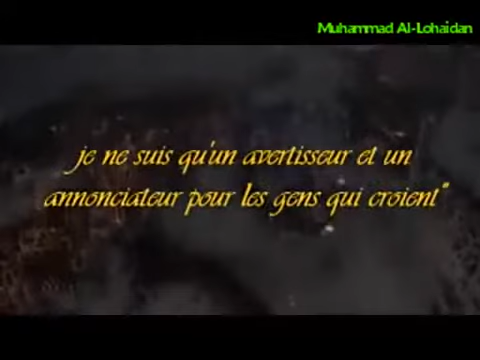 Muhammad Al-Lohaidan
je ne suis qu'un avertisseur et un
annonciateur pour les gens qui croient"